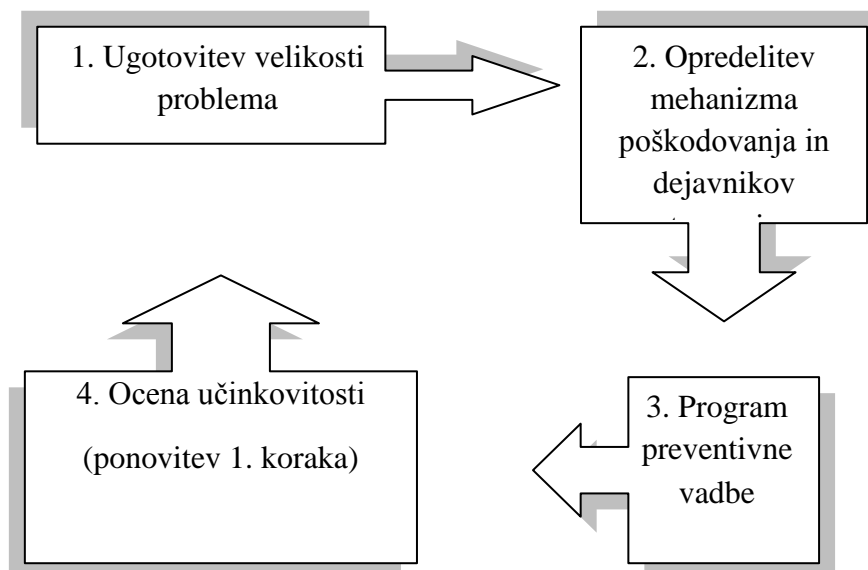 1. Ugotovitev velikosti
problema
2. Opredelitev
mehanizma
poškodovanja in
dejavnikov
4. Ocena učinkovitosti
(ponovitev 1. koraka)
3. Program
preventivne
vadbe